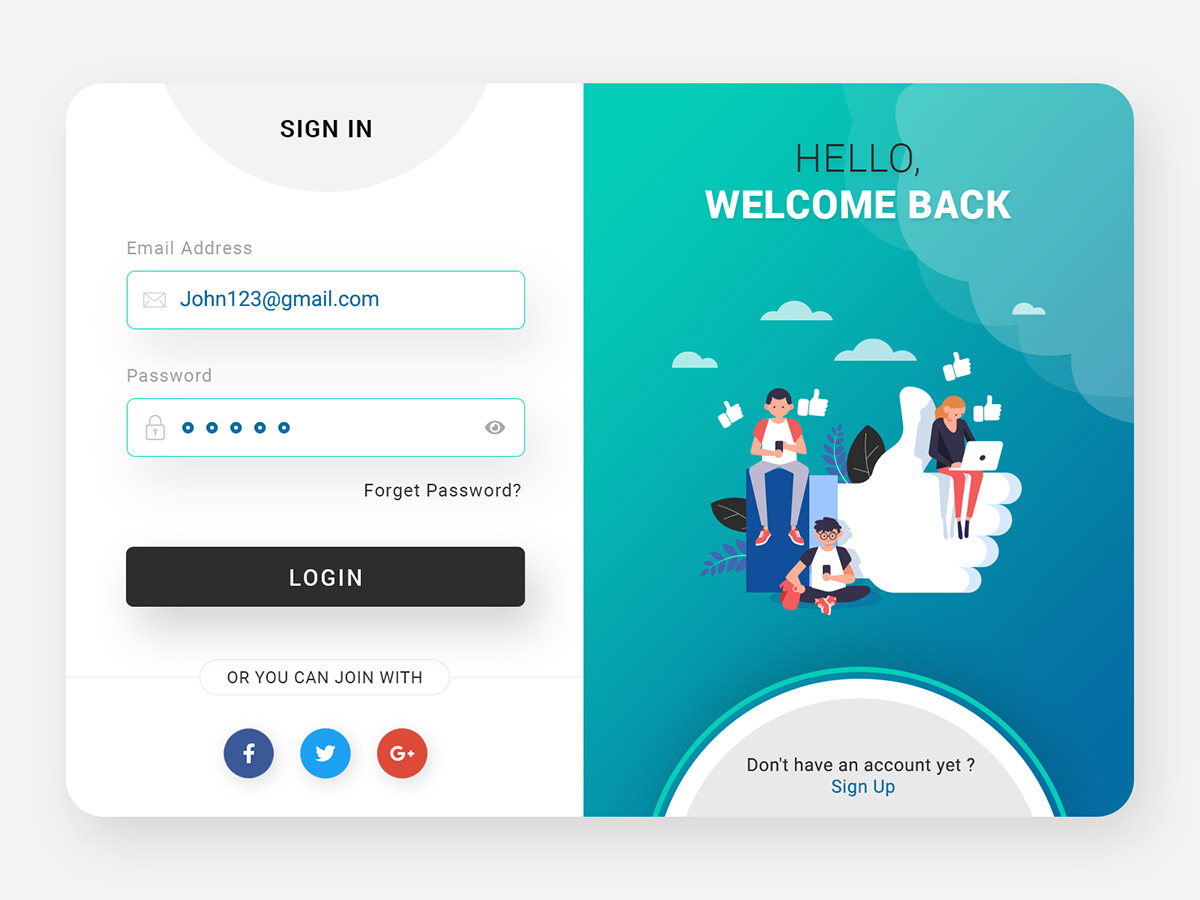 SIGN IN
Email Address
John123@gmail.com
Password
Forget Password?
LOGIN
OR YOU CAN JOIN WITH
f
G+
HELLO,
WELCOME BACK
Don't have an account yet ?
Sign Up